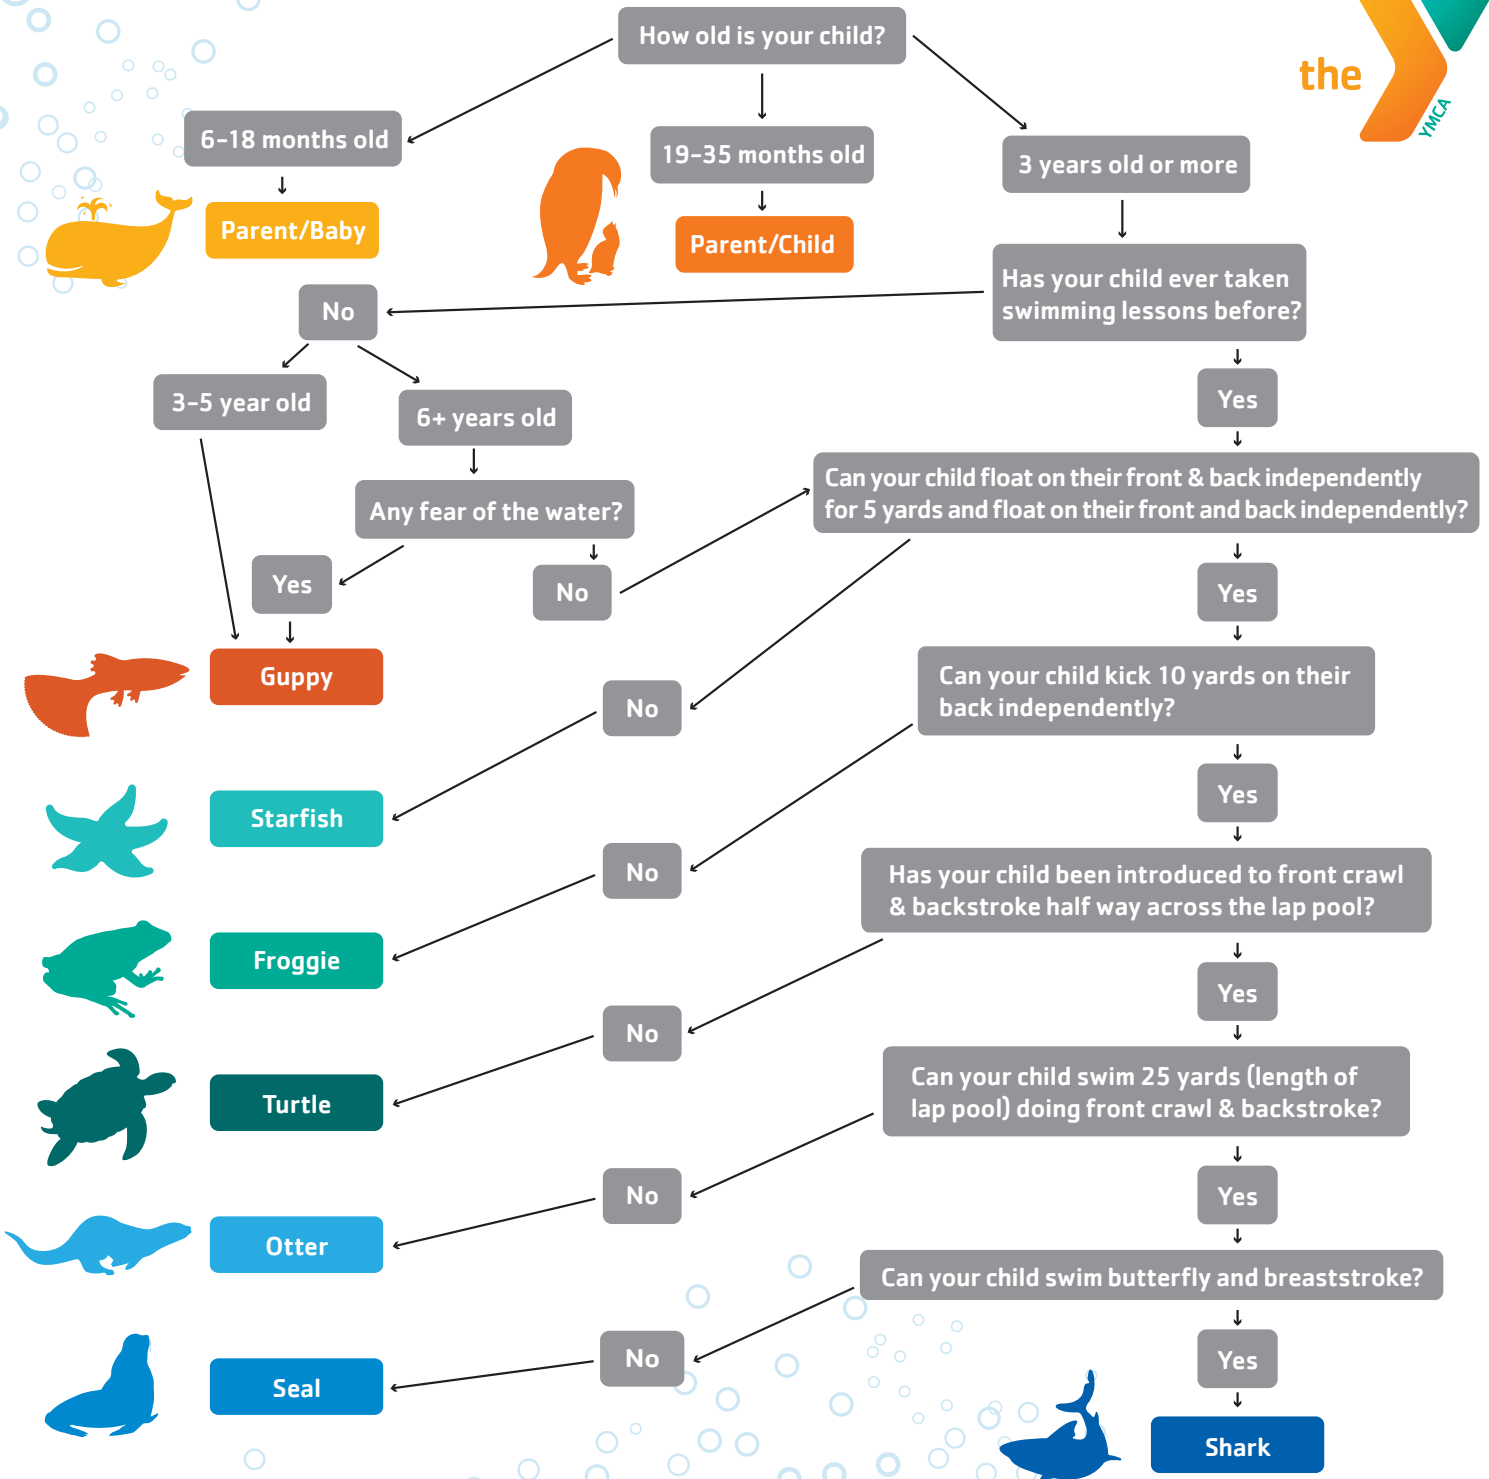 How old is your child?
the
YMCA
6-18 months old
19-35 months old
3 years old or more
Parent/Baby
Parent/Child
Has your child ever taken
swimming lessons before?
No
Yes
3-5 year old
6+ years old
Any fear of the water?
Can your child float on their front & back independently
for 5 yards and float on their front and back independently?
Yes
No
Yes
Guppy
No
Can your child kick 10 yards on their
back independently?
Starfish
Yes
No
Has your child been introduced to front crawl
& backstroke half way across the lap pool?
Froggie
Yes
No
Can your child swim 25 yards (length of
lap pool) doing front crawl & backstroke?
Turtle
Yes
No
Otter
Can your child swim butterfly and breaststroke?
No
Yes
Seal
Shark